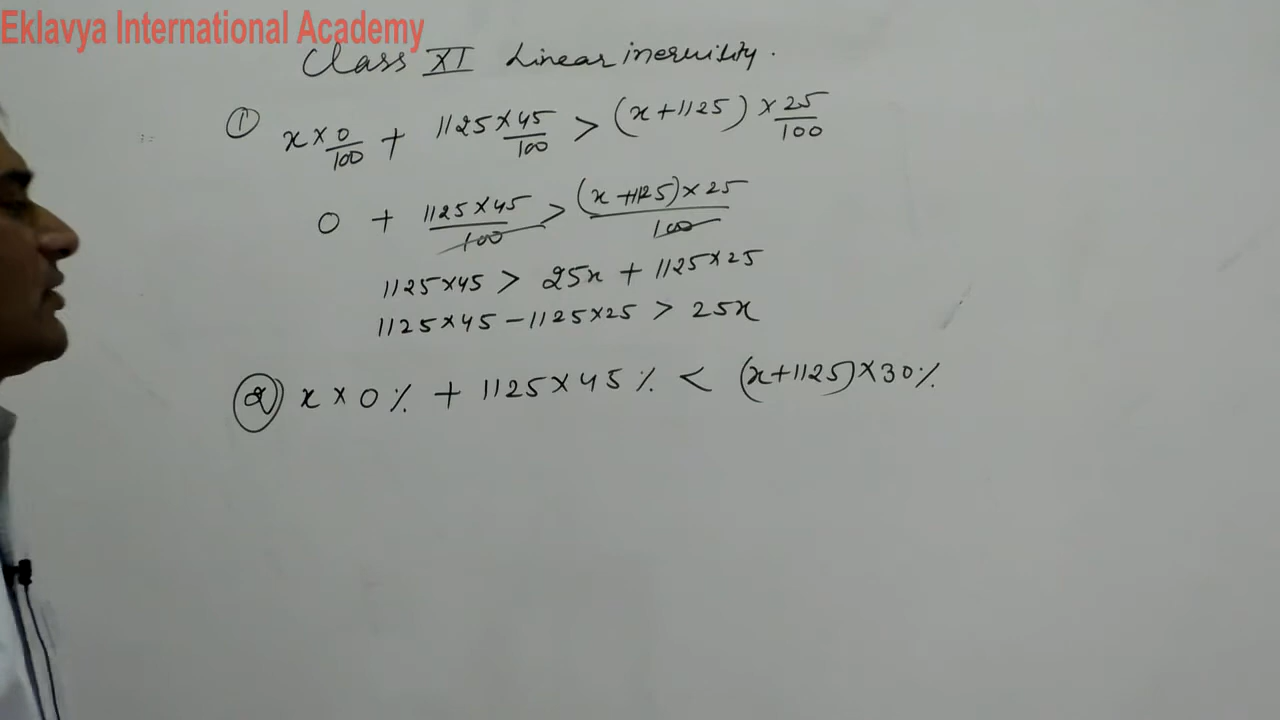 Eklavya International Academy
Class XI Linear inequility.
① x × 0/100 + 1125 × 45/100 > (x + 1125) × 25/100
0 + 1125 × 45/100 > (x + 1125) × 25/100
1125 × 45 > 25x + 1125 × 25
1125 × 45 - 1125 × 25 > 25x
② x × 0 % + 1125 × 45 % < (x + 1125) × 30 %